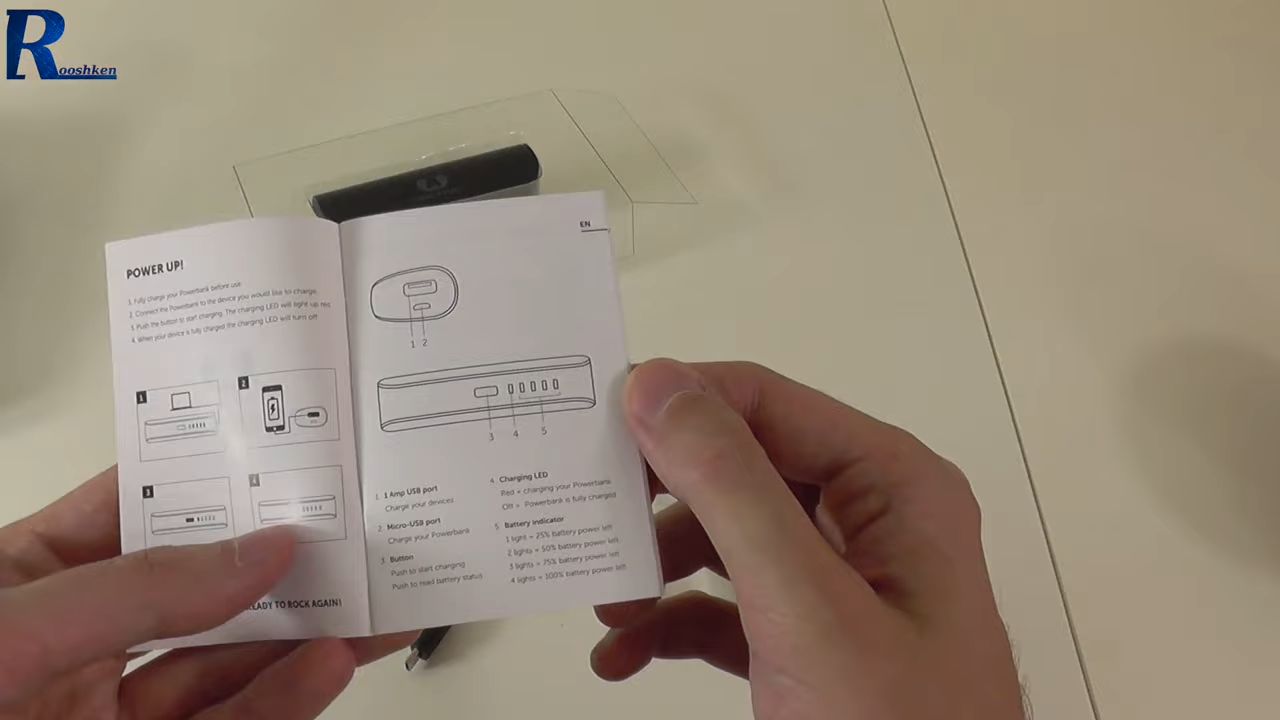 Rooshken
POWER UP!
1. Fully charge your Powerbank before use
2. Connect the Powerbank to the device you would like to charge.
3. Push the button to start charging. The charging LED will light up red.
4. When your device is fully charged the charging LED will turn off
1
2
3
4
READY TO ROCK AGAIN!
EN
1 2
3 4 5
1. 1 Amp USB port
Charge your devices
2. Micro-USB port
Charge your Powerbank
3. Button
Push to start charging
Push to read battery status
4. Charging LED
Red = charging your Powerbank
Off = Powerbank is fully charged
5. Battery indicator
1 light = 25% battery power left
2 lights = 50% battery power left
3 lights = 75% battery power left
4 lights = 100% battery power left